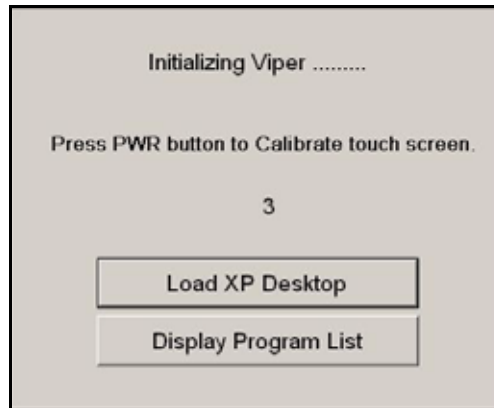 Initializing Viper .........
Press PWR button to Calibrate touch screen.
3
Load XP Desktop
Display Program List